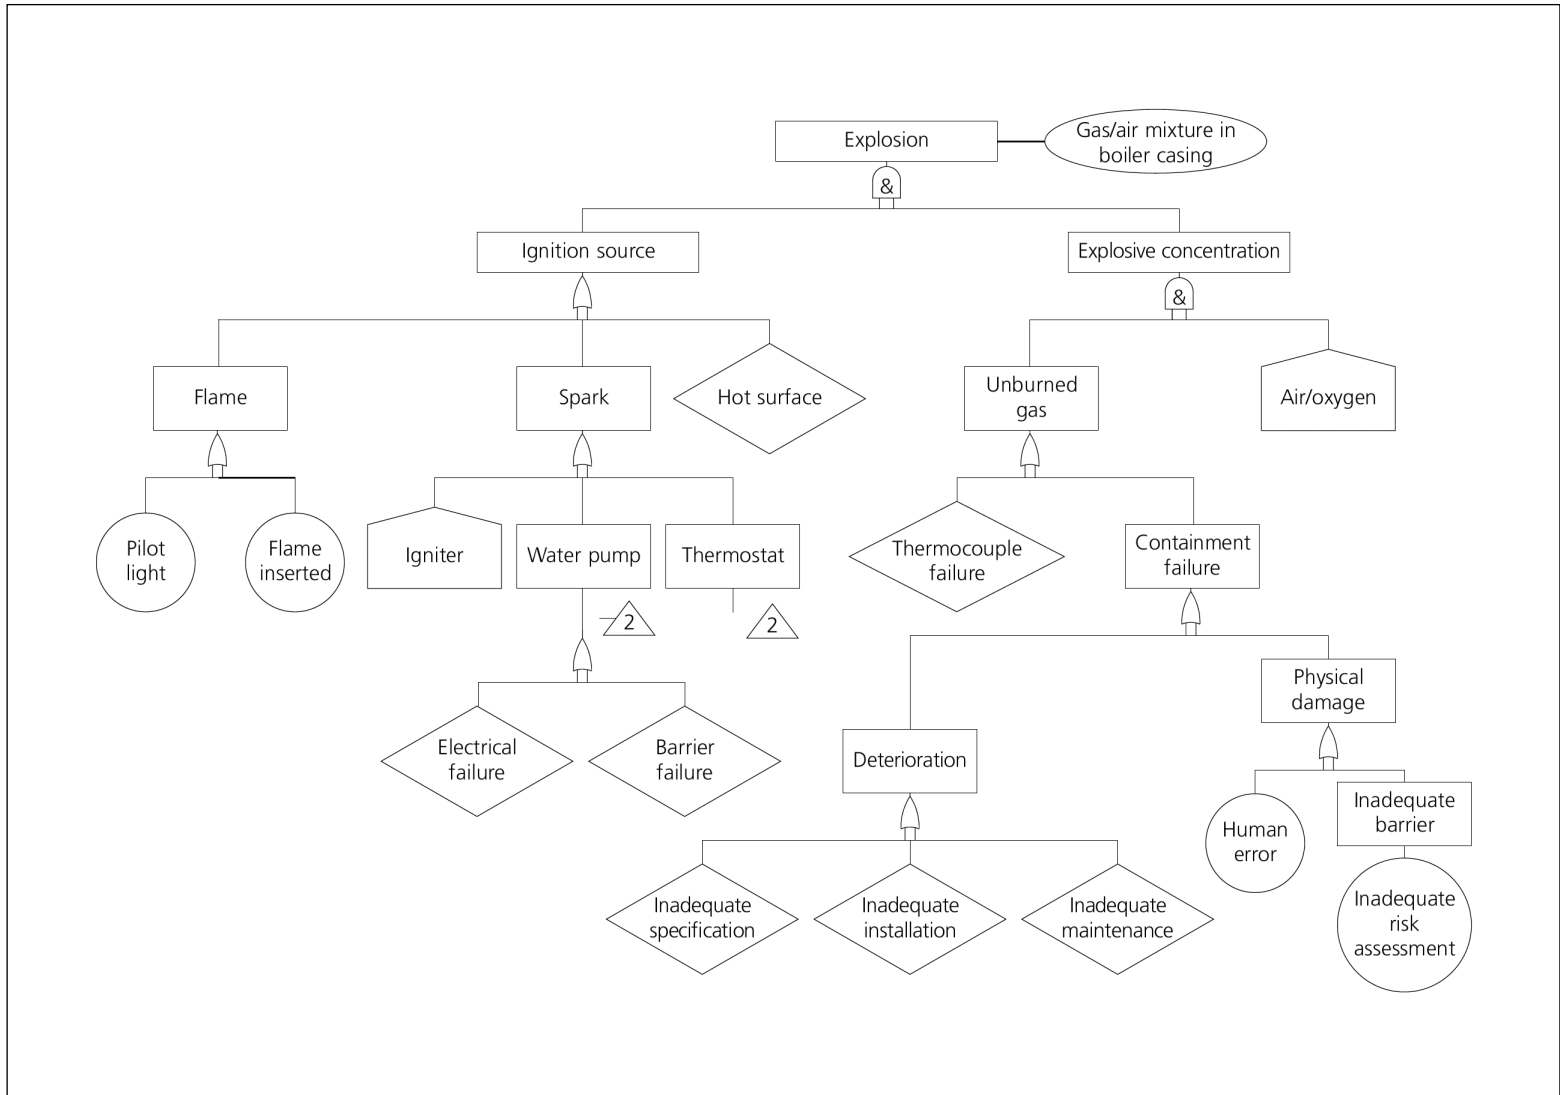 Explosion
Gas/air mixture in
boiler casing
&
Ignition source
Explosive concentration
&
Flame
Spark
Hot surface
Unburned
gas
Air/oxygen
Pilot
light
Flame
inserted
Igniter
Water pump
Thermostat
Thermocouple
failure
Containment
failure
2
2
Physical
damage
Electrical
failure
Barrier
failure
Deterioration
Human
error
Inadequate
barrier
Inadequate
specification
Inadequate
installation
Inadequate
maintenance
Inadequate
risk
assessment